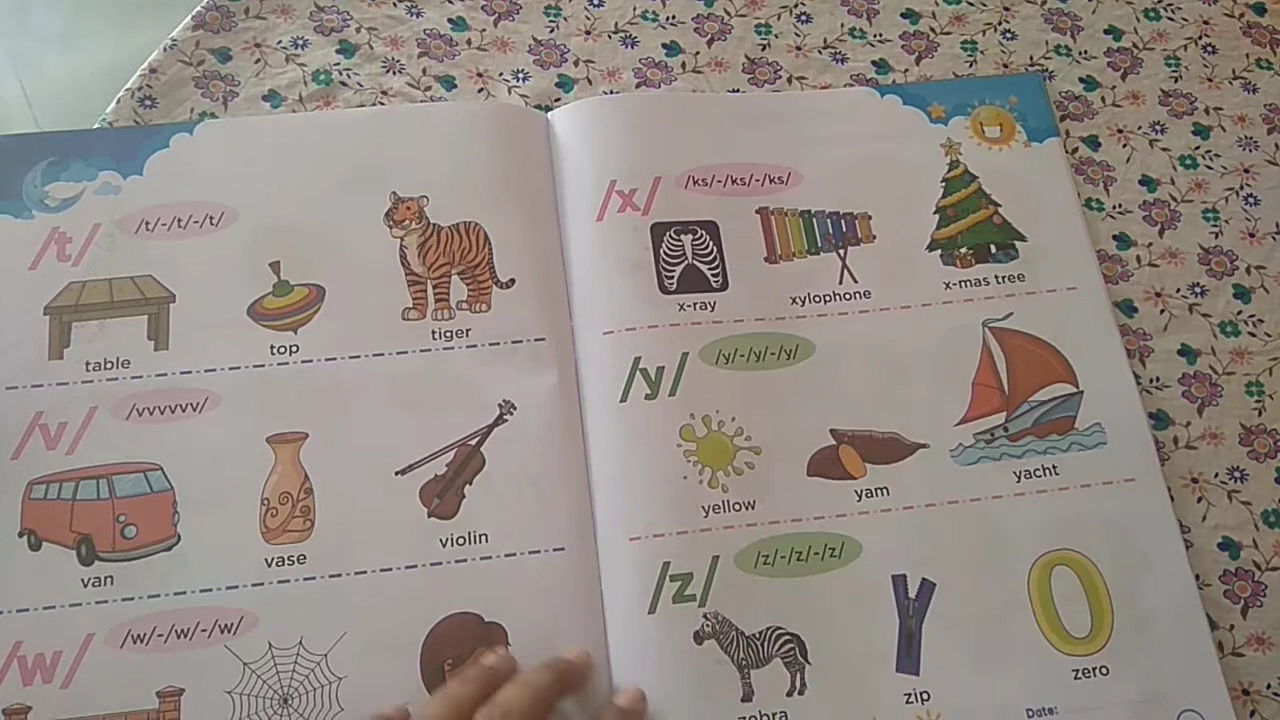 /t/ /t/-/t/-/t/
table top tiger
/v/ /vvvvvv/
van vase violin
/w/ /w/-/w/-/w/
/x/ /ks/-/ks/-/ks/
x-ray xylophone x-mas tree
/y/ /y/-/y/-/y/
yellow yam yacht
/z/ /z/-/z/-/z/
zebra zip zero
Date: